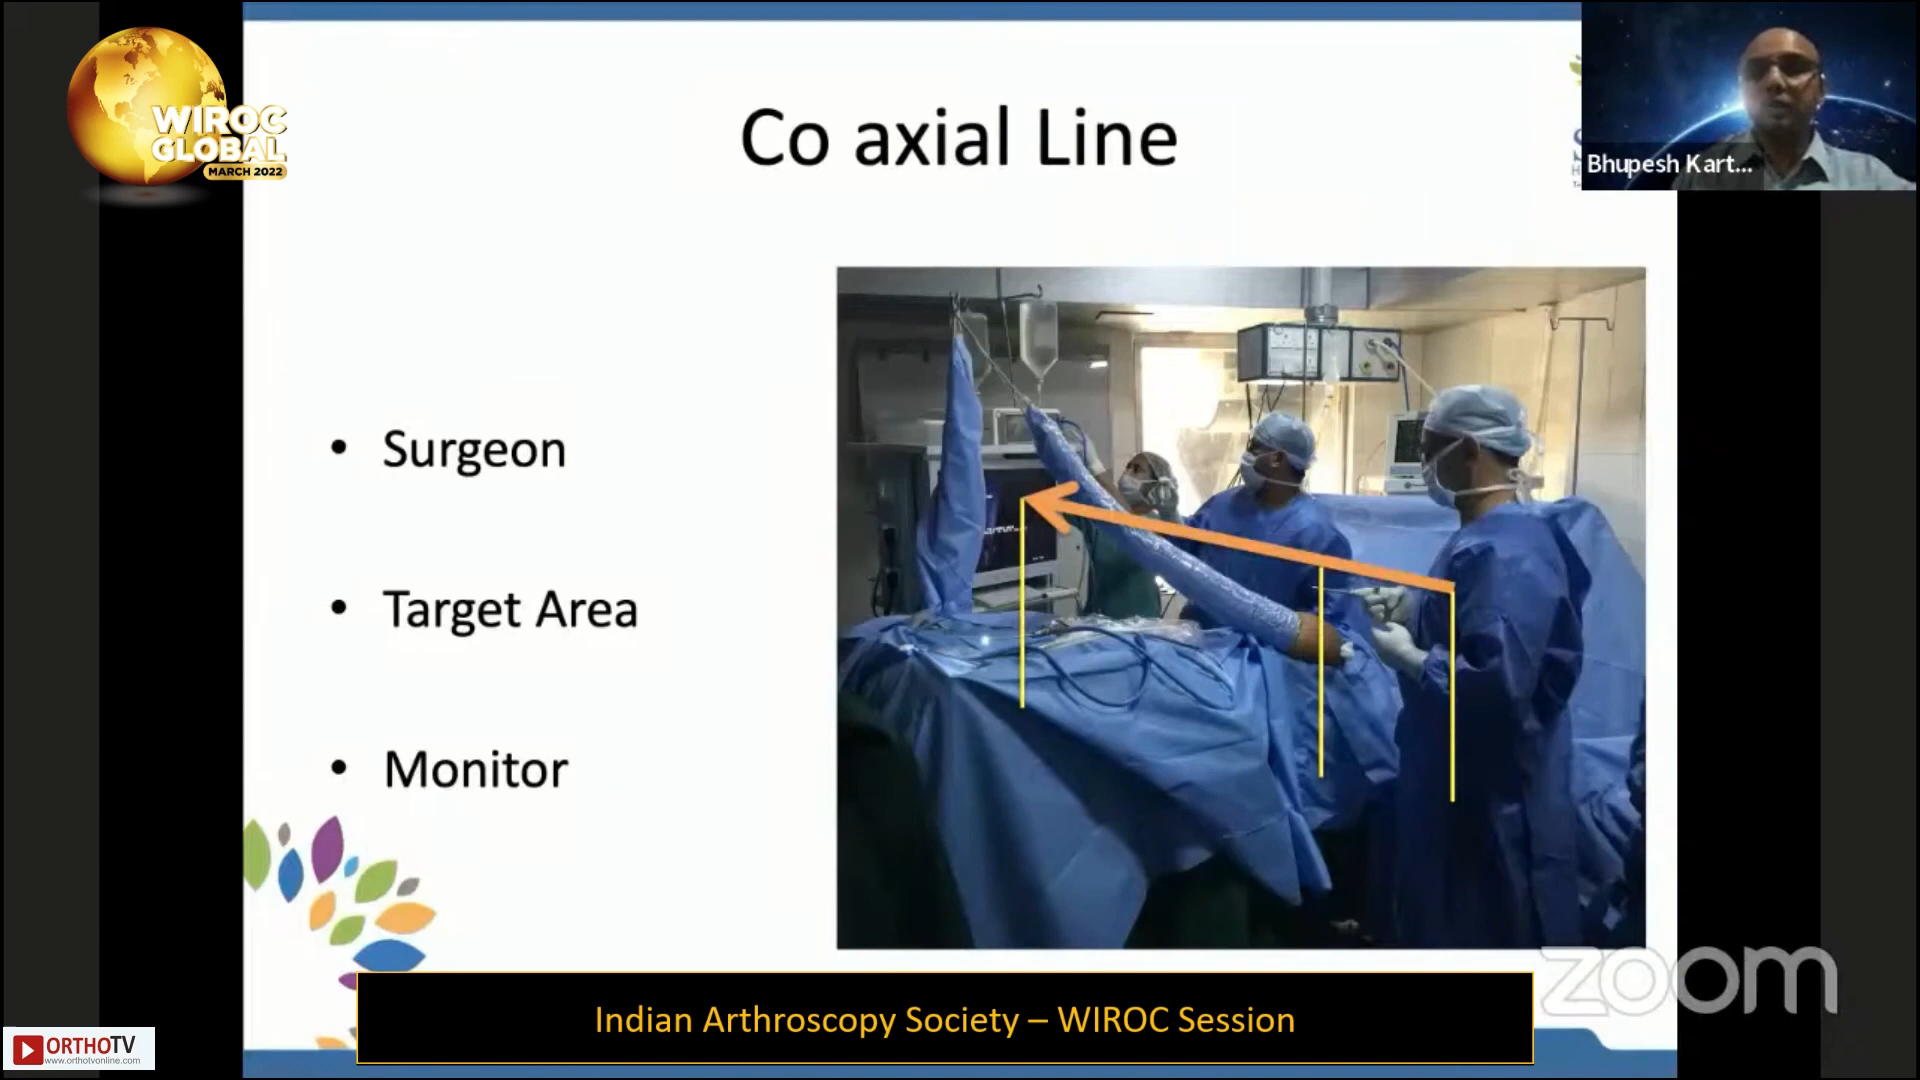 WIROC
GLOBAL
MARCH 2022
Co axial Line
Bhupesh Kart...
• Surgeon
• Target Area
• Monitor
zoom
Indian Arthroscopy Society – WIROC Session
ORTHOTV
www.orthotvonline.com